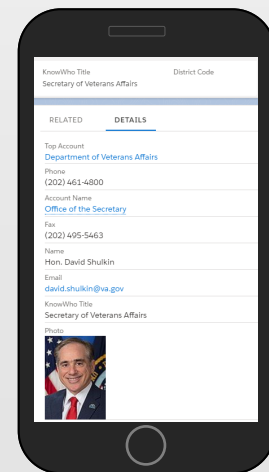 KnowWho Title District Code
Secretary of Veterans Affairs
RELATED DETAILS
Top Account
Department of Veterans Affairs
Phone
(202) 461-4800
Account Name
Office of the Secretary
Fax
(202) 495-5463
Name
Hon. David Shulkin
Email
david.shulkin@va.gov
KnowWho Title
Secretary of Veterans Affairs
Photo